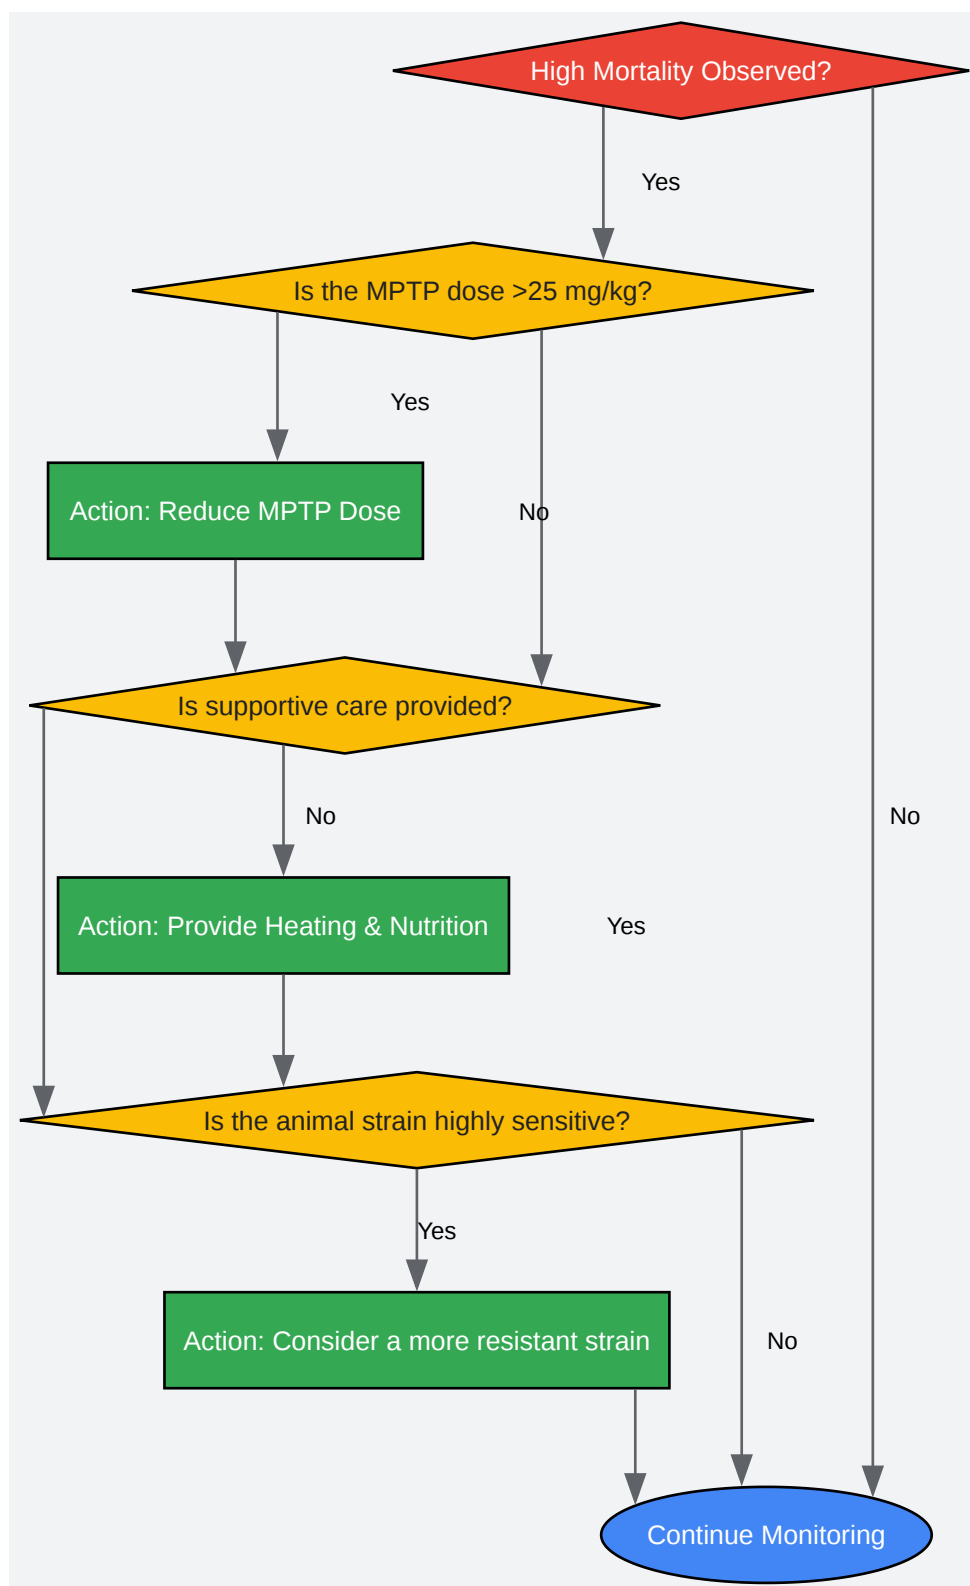 High Mortality Observed?
Yes
Is the MPTP dose >25 mg/kg?
Yes
Action: Reduce MPTP Dose
No
Is supportive care provided?
No
No
Action: Provide Heating & Nutrition
Yes
Is the animal strain highly sensitive?
Yes
Action: Consider a more resistant strain
No
Continue Monitoring